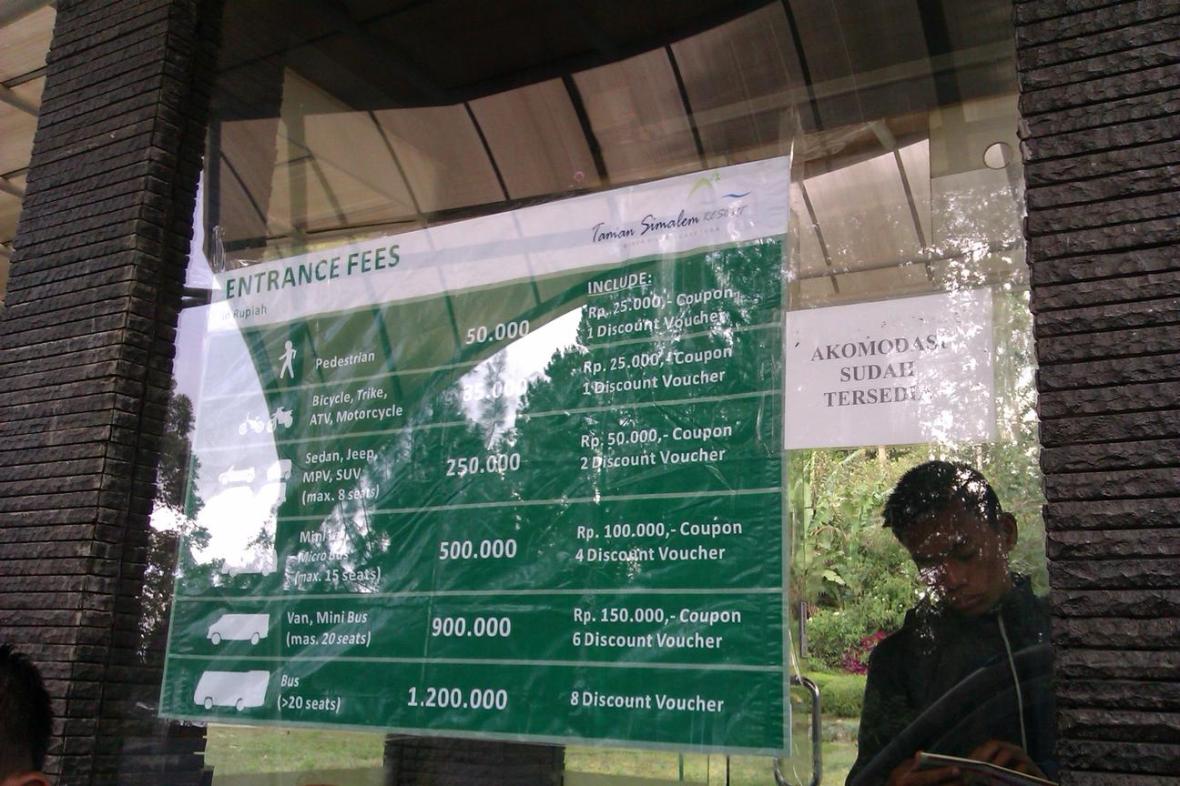 Taman Simalem RESORT
ENTRANCE FEES
in Rupiah
INCLUDE:
Pedestrian
50.000
Rp. 25.000,- Coupon
1 Discount Voucher
Bicycle, Trike,
ATV, Motorcycle
Rp. 25.000,- Coupon
1 Discount Voucher
Sedan, Jeep,
MPV, SUV
(max. 8 seats)
250.000
Rp. 50.000,- Coupon
2 Discount Voucher
Micro Bus
(max. 15 seats)
500.000
Rp. 100.000,- Coupon
4 Discount Voucher
Van, Mini Bus
(mas. 20 seats)
900.000
Rp. 150.000,- Coupon
6 Discount Voucher
Bus
(>20 seats)
1.200.000
8 Discount Voucher
AKOMODASI
SUDAH
TERSEDIA